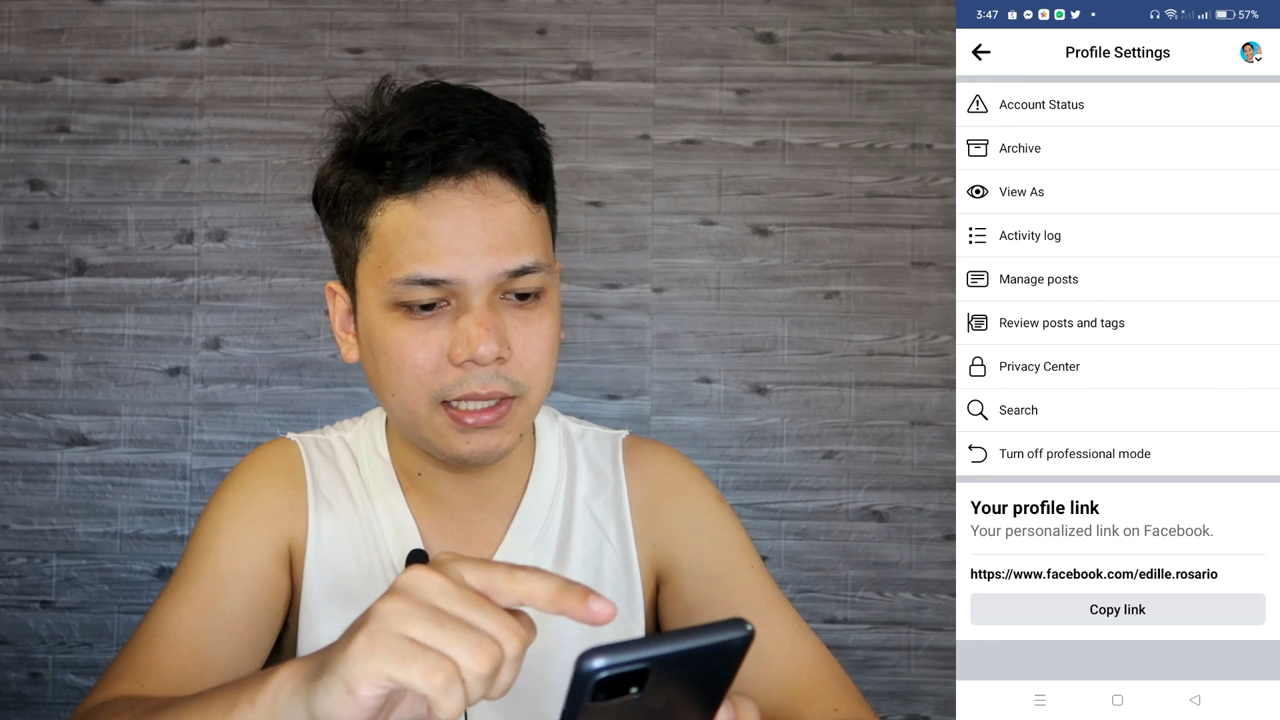 3:47 57%
Profile Settings
Account Status
Archive
View As
Activity log
Manage posts
Review posts and tags
Privacy Center
Search
Turn off professional mode
Your profile link
Your personalized link on Facebook.
https://www.facebook.com/edille.rosario
Copy link